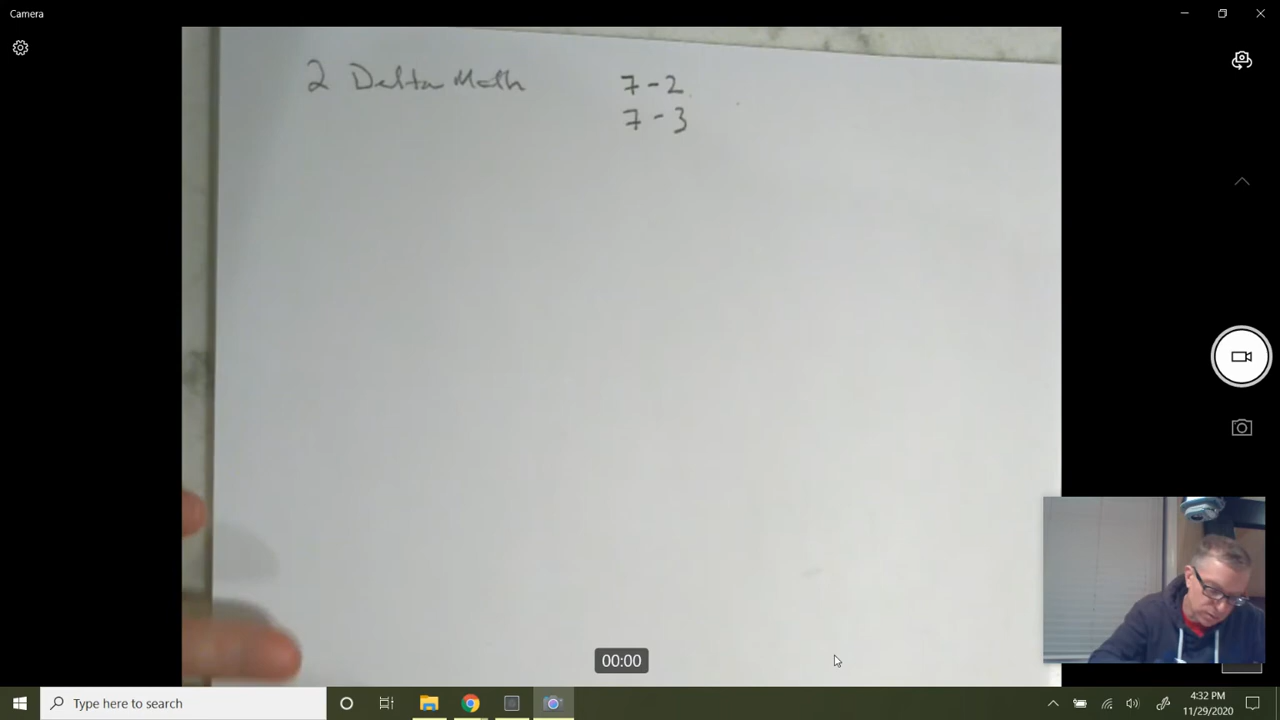 Camera
2 Delta Math 7-2
7-3
00:00
Type here to search
4:32 PM
11/29/2020